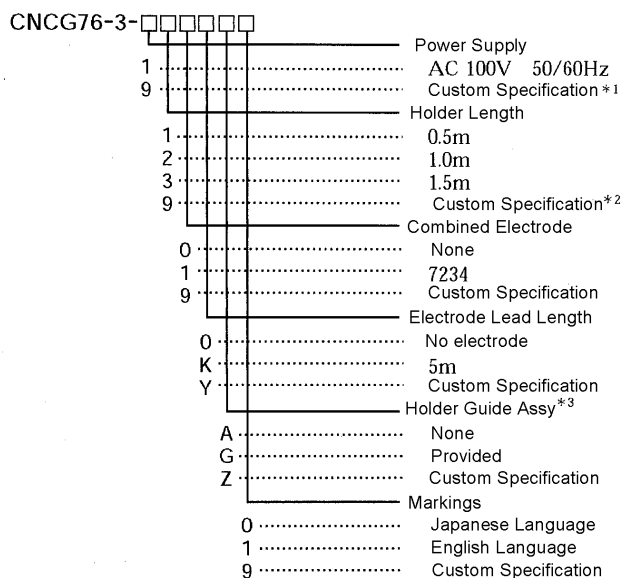 CNCG76-3-□□□□□□
Power Supply
1 AC 100V 50/60Hz
9 Custom Specification *1
Holder Length
1 0.5m
2 1.0m
3 1.5m
9 Custom Specification*2
Combined Electrode
0 None
1 7234
9 Custom Specification
Electrode Lead Length
0 No electrode
K 5m
Y Custom Specification
Holder Guide Assy*3
A None
G Provided
Z Custom Specification
Markings
0 Japanese Language
1 English Language
9 Custom Specification